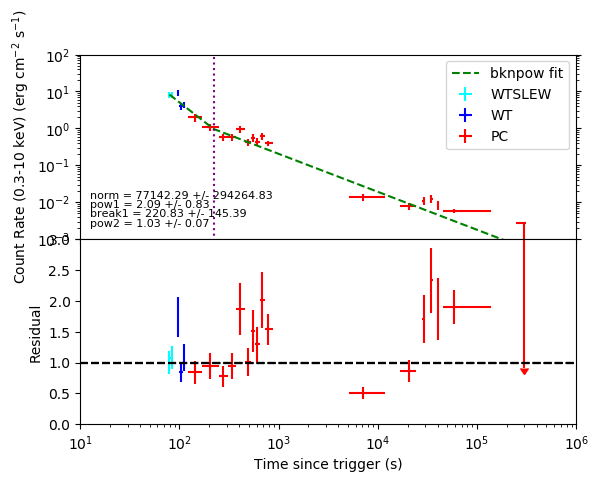 Count Rate (0.3-10 keV) (erg cm⁻² s⁻¹)
10²
10¹
10⁰
10⁻¹
10⁻²
10⁻³
bknpow fit
WTSLEW
WT
PC
norm = 77142.29 +/- 294264.83
pow1 = 2.09 +/- 0.83
break1 = 220.83 +/- 145.39
pow2 = 1.03 +/- 0.07
Residual
3.0
2.5
2.0
1.5
1.0
0.5
0.0
10¹ 10² 10³ 10⁴ 10⁵ 10⁶
Time since trigger (s)